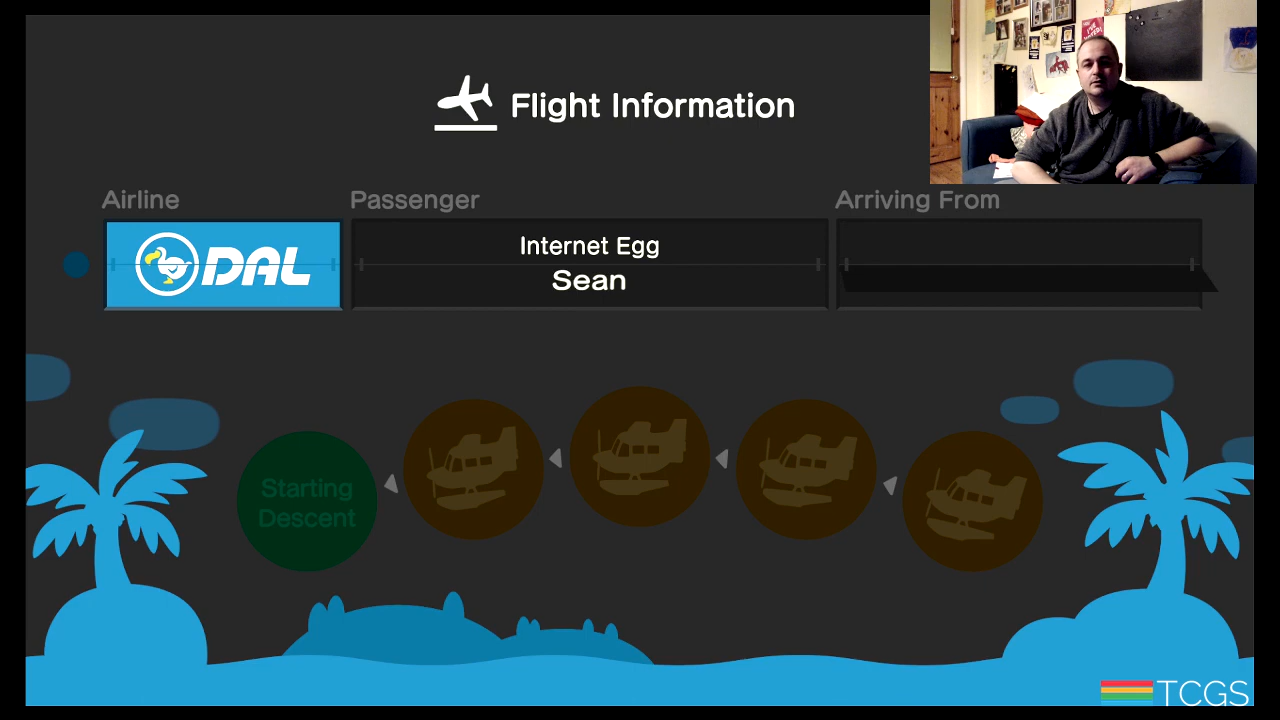 Flight Information
Airline
Passenger
Arriving From
DAL
Internet Egg
Sean
Starting
Descent
TCGS